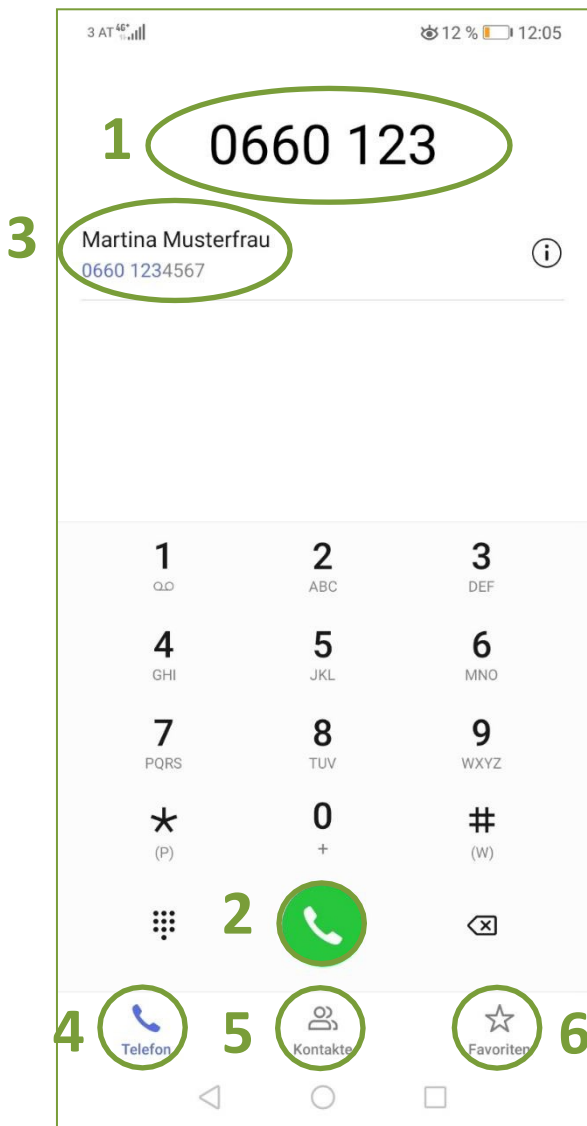 3 AT 4G+ 12 % 12:05
1 0660 123
3 Martina Musterfrau
0660 1234567
1 2 3
ABC DEF
4 5 6
GHI JKL MNO
7 8 9
PQRS TUV WXYZ
* 0 #
(P) + (W)
2
4 5 6
Telefon Kontakte Favoriten